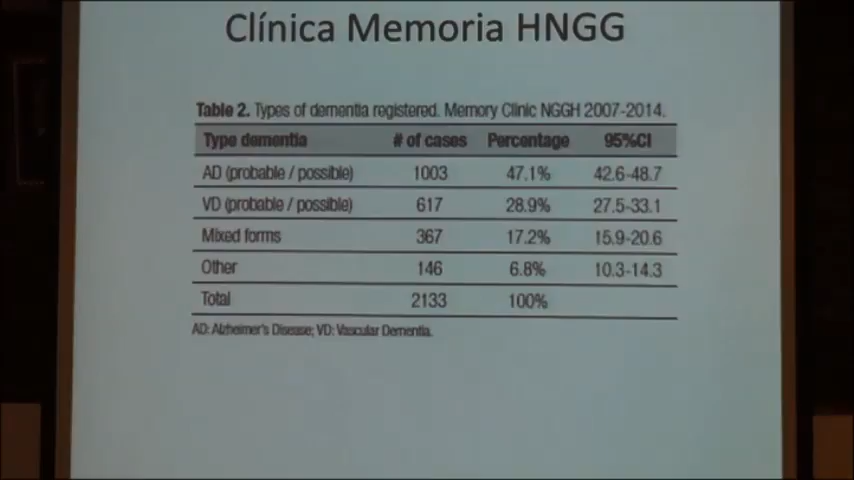 Clínica Memoria HNGG
Table 2. Types of dementia registered. Memory Clinic NGGH 2007-2014.
Type dementia # of cases Percentage 95%CI
AD (probable / possible) 1003 47.1% 42.6-48.7
VD (probable / possible) 617 28.9% 27.5-33.1
Mixed forms 367 17.2% 15.9-20.6
Other 146 6.8% 10.3-14.3
Total 2133 100%
AD: Alzheimer's Disease; VD: Vascular Dementia.